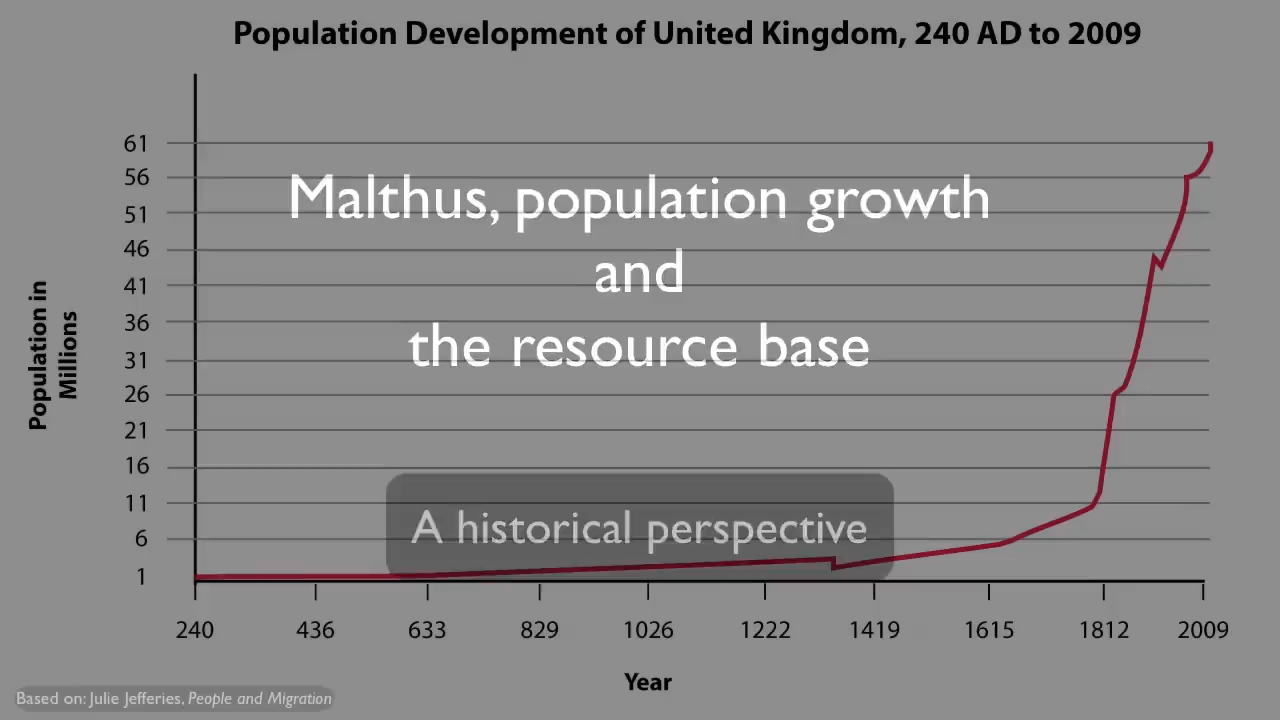 Population Development of United Kingdom, 240 AD to 2009
61
56
51
46
41
36
31
26
21
16
11
6
1
Population in
Millions
Malthus, population growth
and
the resource base
A historical perspective
240 436 633 829 1026 1222 1419 1615 1812 2009
Year
Based on: Julie Jefferies, People and Migration